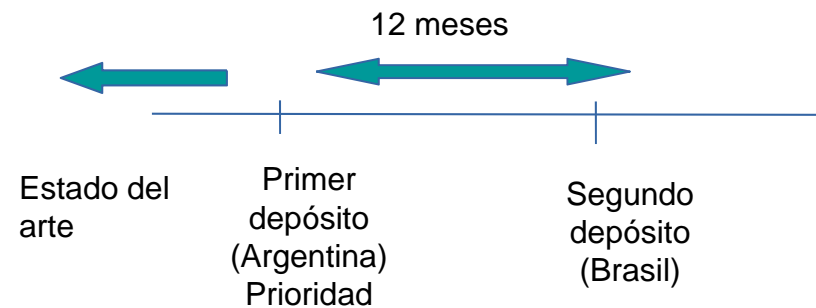 12 meses
Estado del
arte
Primer
depósito
(Argentina)
Prioridad
Segundo
depósito
(Brasil)